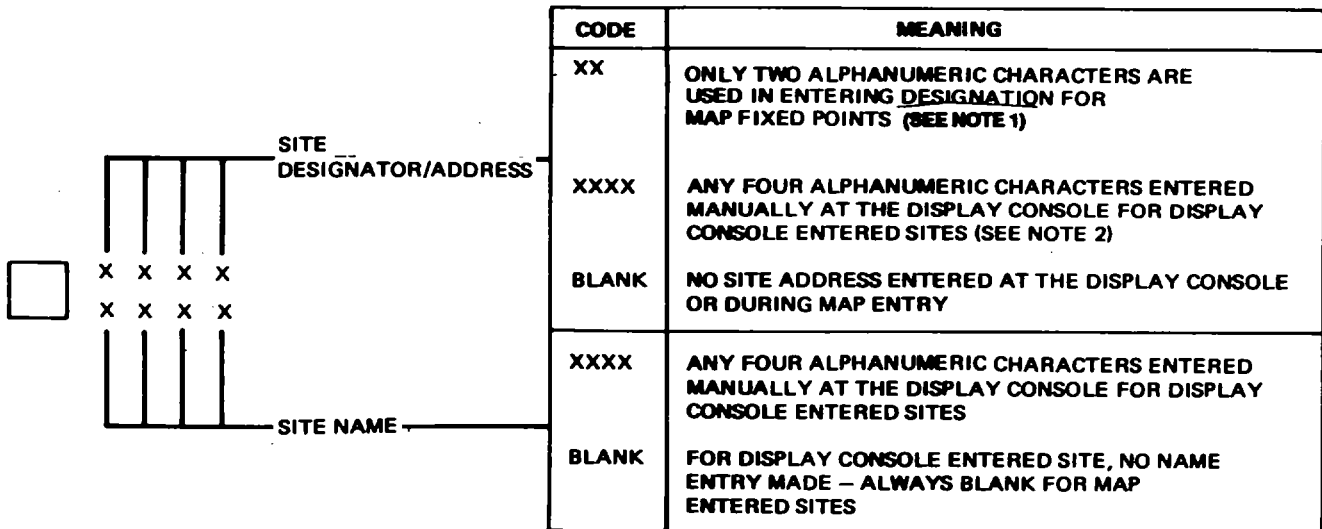 CODE MEANING
XX ONLY TWO ALPHANUMERIC CHARACTERS ARE
USED IN ENTERING DESIGNATION FOR
MAP FIXED POINTS (SEE NOTE 1)
SITE
DESIGNATOR/ADDRESS
XXXX ANY FOUR ALPHANUMERIC CHARACTERS ENTERED
MANUALLY AT THE DISPLAY CONSOLE FOR DISPLAY
CONSOLE ENTERED SITES (SEE NOTE 2)
X X X X
X X X X
BLANK NO SITE ADDRESS ENTERED AT THE DISPLAY CONSOLE
OR DURING MAP ENTRY
XXXX ANY FOUR ALPHANUMERIC CHARACTERS ENTERED
MANUALLY AT THE DISPLAY CONSOLE FOR DISPLAY
CONSOLE ENTERED SITES
SITE NAME
BLANK FOR DISPLAY CONSOLE ENTERED SITE, NO NAME
ENTRY MADE – ALWAYS BLANK FOR MAP
ENTERED SITES